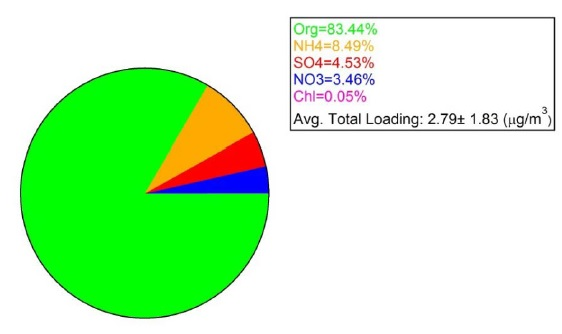 Org=83.44%
NH4=8.49%
SO4=4.53%
NO3=3.46%
Chl=0.05%
Avg. Total Loading: 2.79± 1.83 (μg/m³)